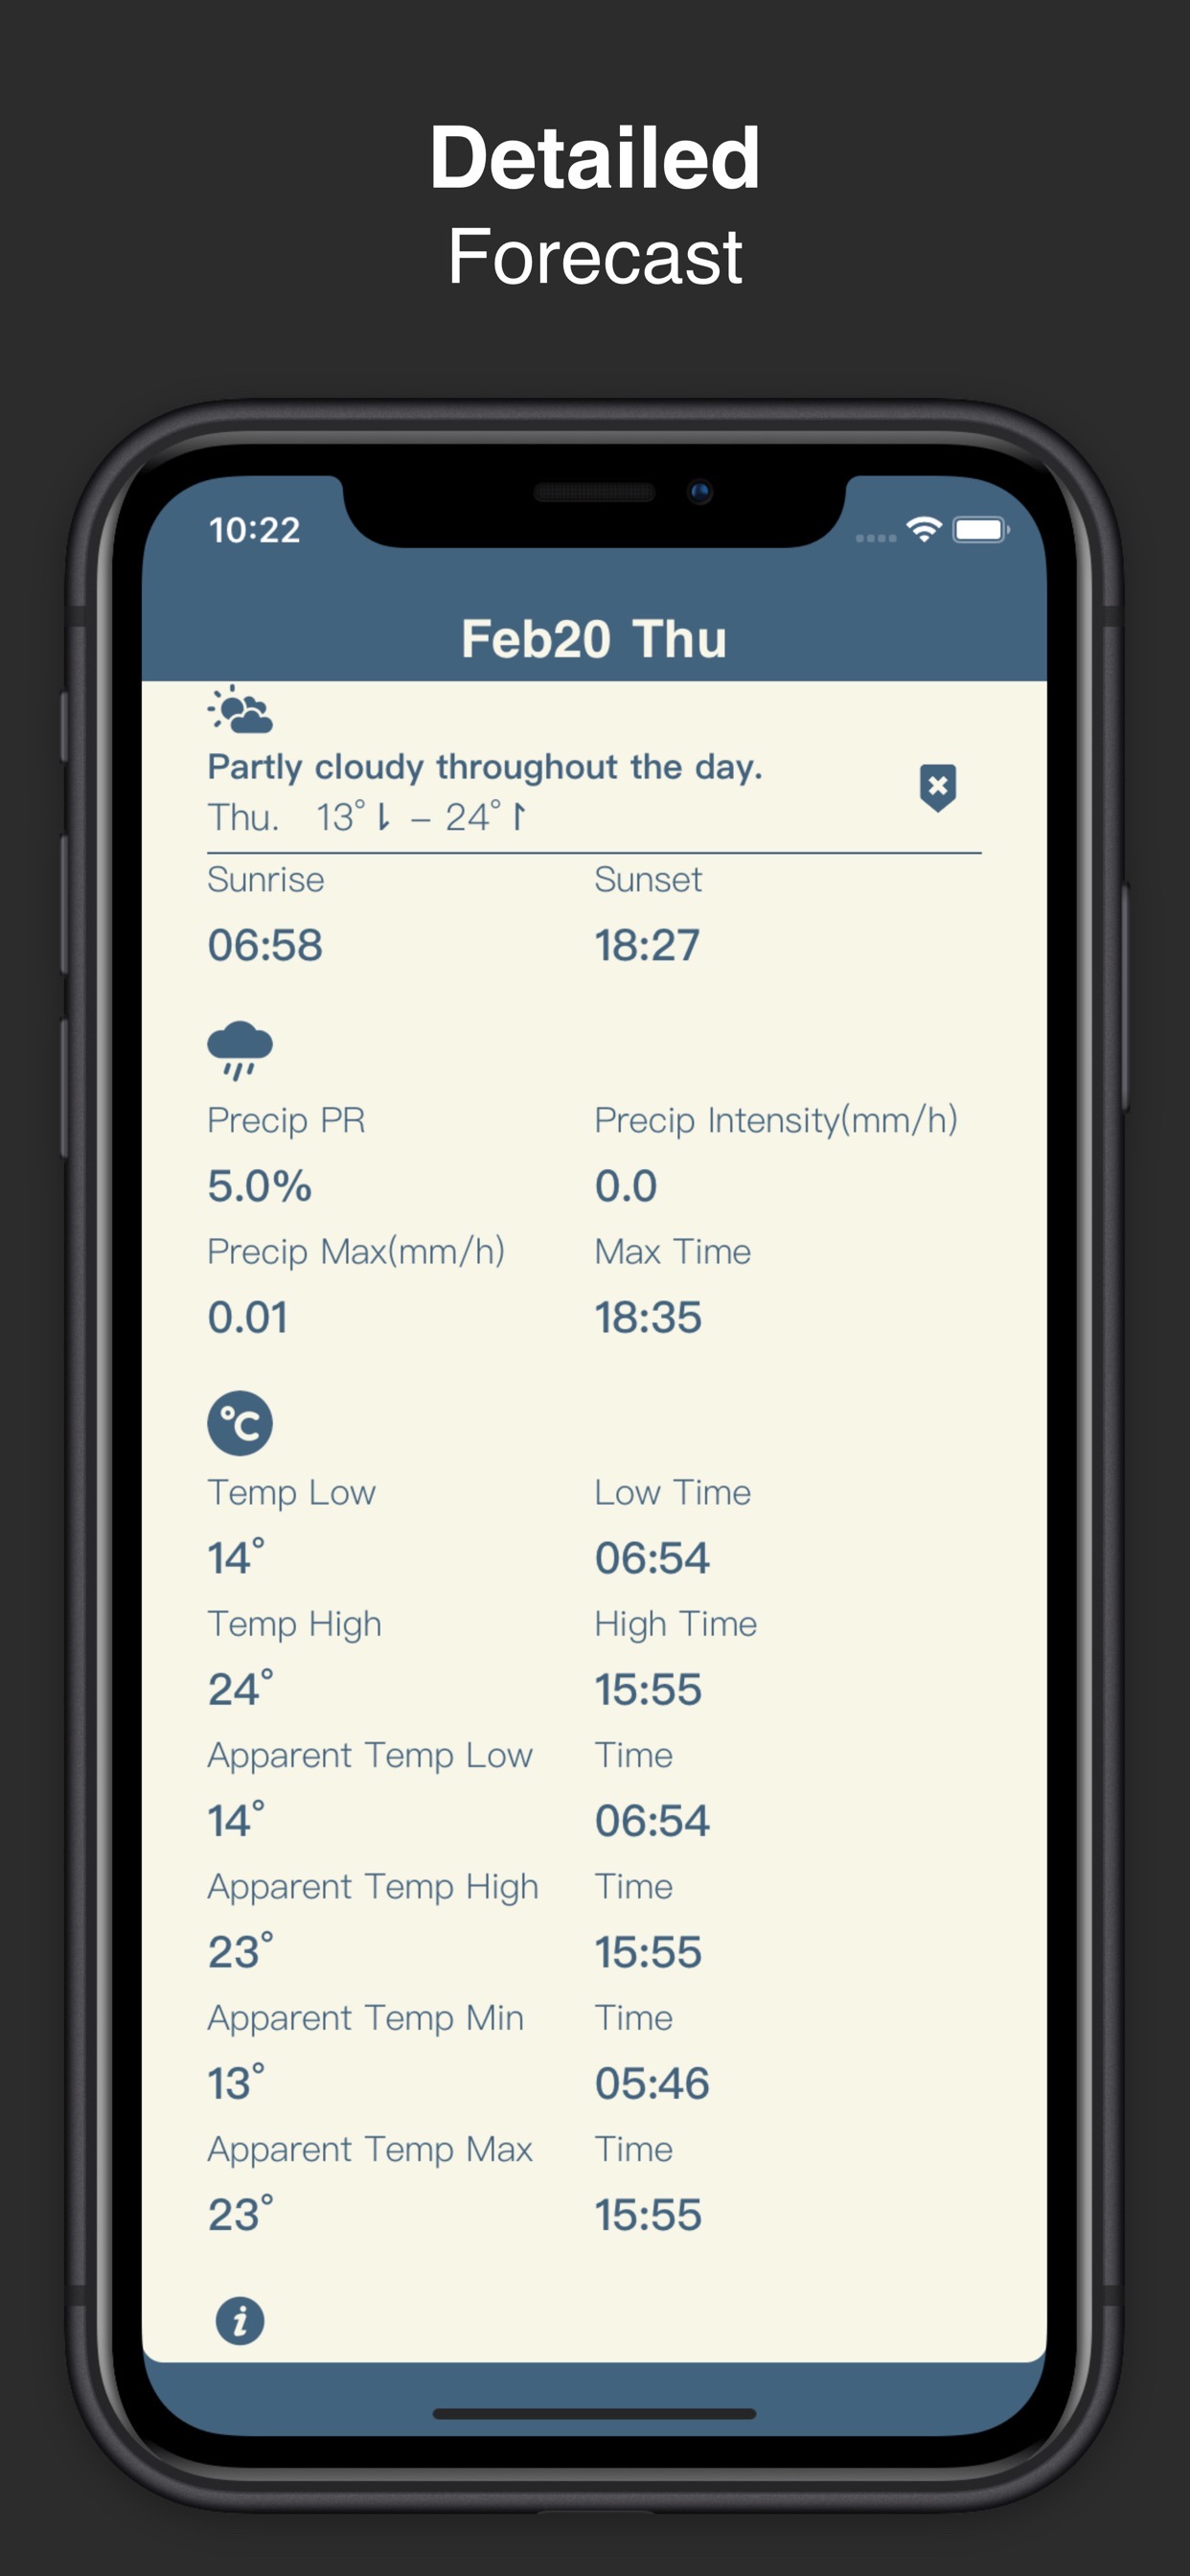 Detailed
Forecast
10:22
Feb20 Thu
Partly cloudy throughout the day.
Thu. 13°⇂ – 24°↾
Sunrise Sunset
06:58 18:27
Precip PR Precip Intensity(mm/h)
5.0% 0.0
Precip Max(mm/h) Max Time
0.01 18:35
°C
Temp Low Low Time
14° 06:54
Temp High High Time
24° 15:55
Apparent Temp Low Time
14° 06:54
Apparent Temp High Time
23° 15:55
Apparent Temp Min Time
13° 05:46
Apparent Temp Max Time
23° 15:55
i